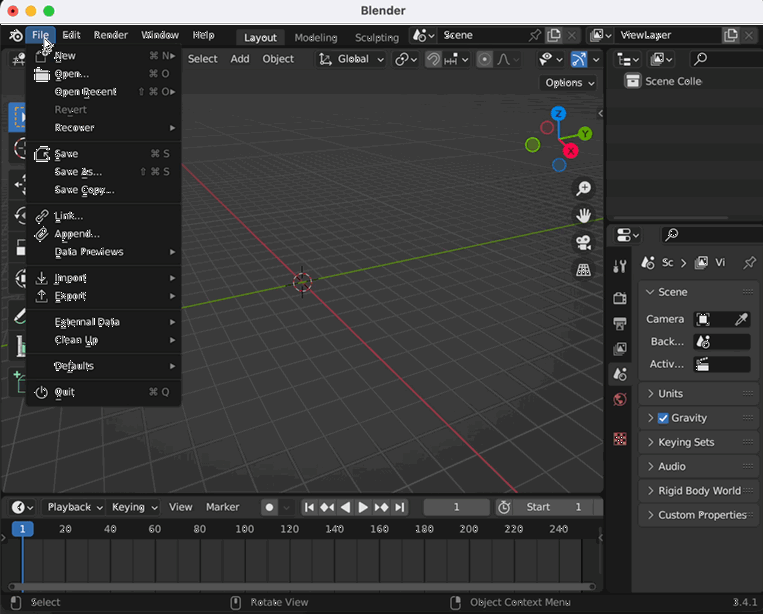 Blender
File Edit Render Window Help Layout Modeling Sculpting Scene ViewLayer
New ⌘ N
Open... ⌘ O
Open Recent ⇧ ⌘ O
Revert
Recover
Save ⌘ S
Save As... ⇧ ⌘ S
Save Copy...
Link...
Append...
Data Previews
Import
Export
External Data
Clean Up
Defaults
Quit ⌘ Q
Select Add Object Global
Options
Z
Y
X
Scene Colle
Sc > Vi
Scene
Camera
Back...
Activ...
Units
Gravity
Keying Sets
Audio
Rigid Body World
Custom Properties
Playback Keying View Marker 1 Start 1
1 20 40 60 80 100 120 140 160 180 200 220 240
Select Rotate View Object Context Menu 3.4.1